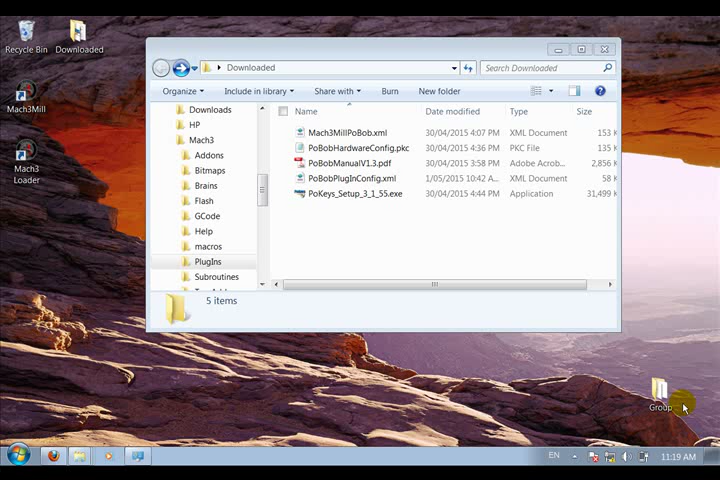 Recycle Bin
Downloaded
Mach3Mill
Mach3
Loader
Downloaded
Search Downloaded
Organize
Include in library
Share with
Burn
New folder
Downloads
HP
Mach3
Addons
Bitmaps
Brains
Flash
GCode
Help
macros
PlugIns
Subroutines
Name Date modified Type Size
Mach3MillPoBob.xml 30/04/2015 4:07 PM XML Document 153 K
PoBobHardwareConfig.pkc 30/04/2015 4:36 PM PKC File 135 K
PoBobManualV1.3.pdf 30/04/2015 3:58 PM Adobe Acrob... 2,856 K
PoBobPlugInConfig.xml 1/05/2015 10:42 A... XML Document 58 K
PoKeys_Setup_3_1_55.exe 30/04/2015 4:44 PM Application 31,499 K
5 items
Group
EN
11:19 AM